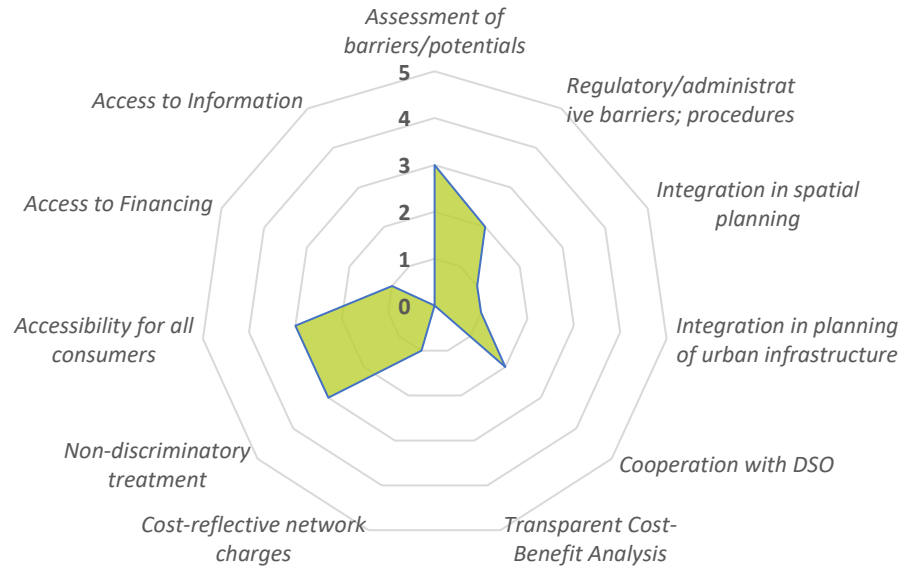 Assessment of
barriers/potentials
Regulatory/administrat
ive barriers; procedures
Integration in spatial
planning
Integration in planning
of urban infrastructure
Cooperation with DSO
Transparent Cost-
Benefit Analysis
Cost-reflective network
charges
Non-discriminatory
treatment
Accessibility for all
consumers
Access to Financing
Access to Information
5
4
3
2
1
0